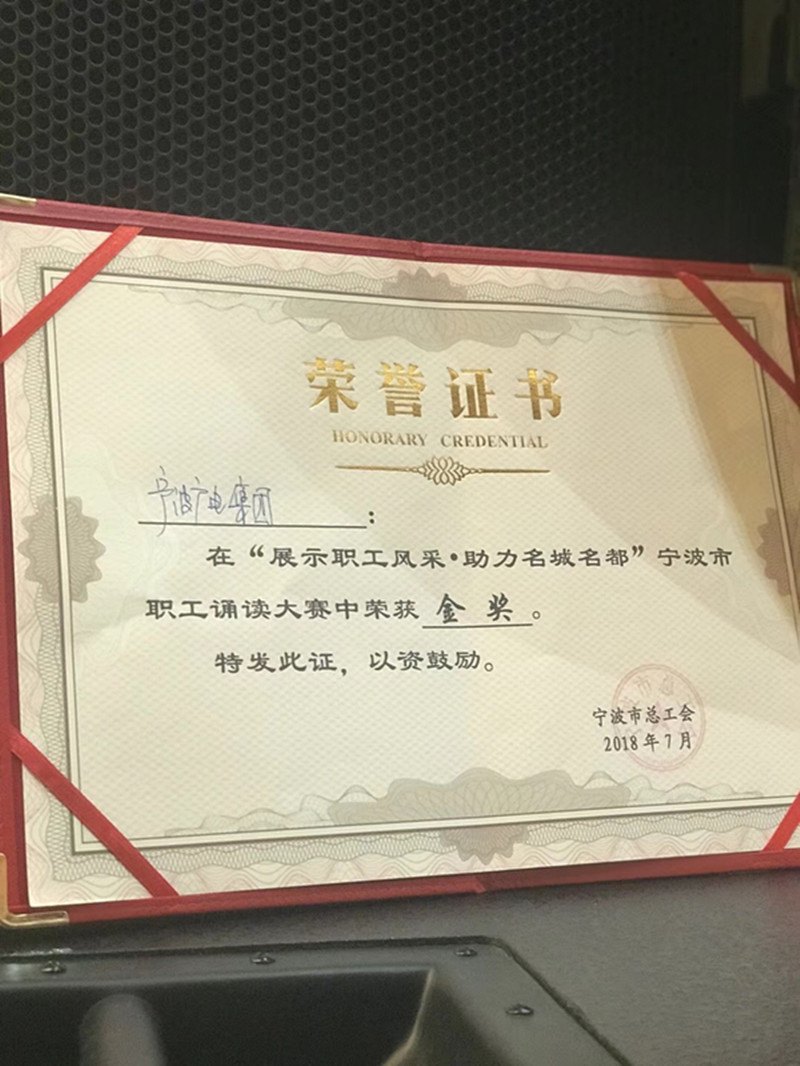 荣誉证书
HONORARY CREDENTIAL
宁波广电集团：
在“展示职工风采·助力名城名都”宁波市
职工诵读大赛中荣获金奖。
特发此证，以资鼓励。
宁波市总工会
2018年7月